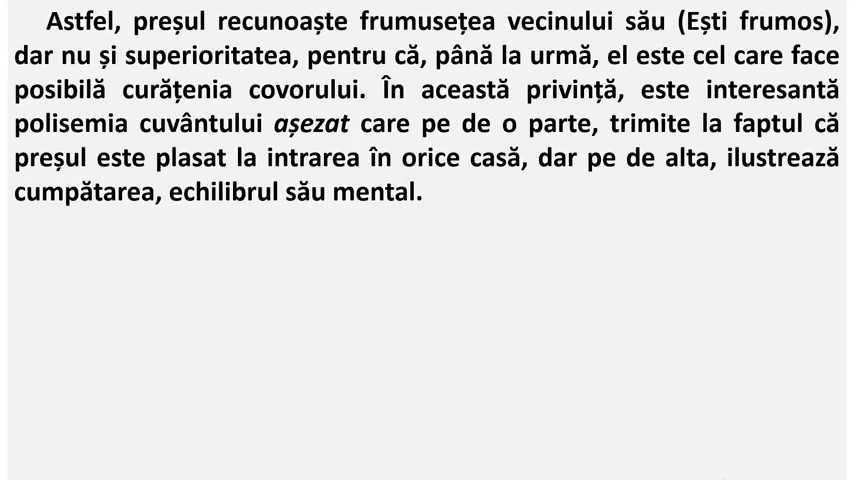 Astfel, preșul recunoaște frumusețea vecinului său (Ești frumos),
dar nu și superioritatea, pentru că, până la urmă, el este cel care face
posibilă curățenia covorului. În această privință, este interesantă
polisemia cuvântului așezat care pe de o parte, trimite la faptul că
preșul este plasat la intrarea în orice casă, dar pe de alta, ilustrează
cumpătarea, echilibrul său mental.